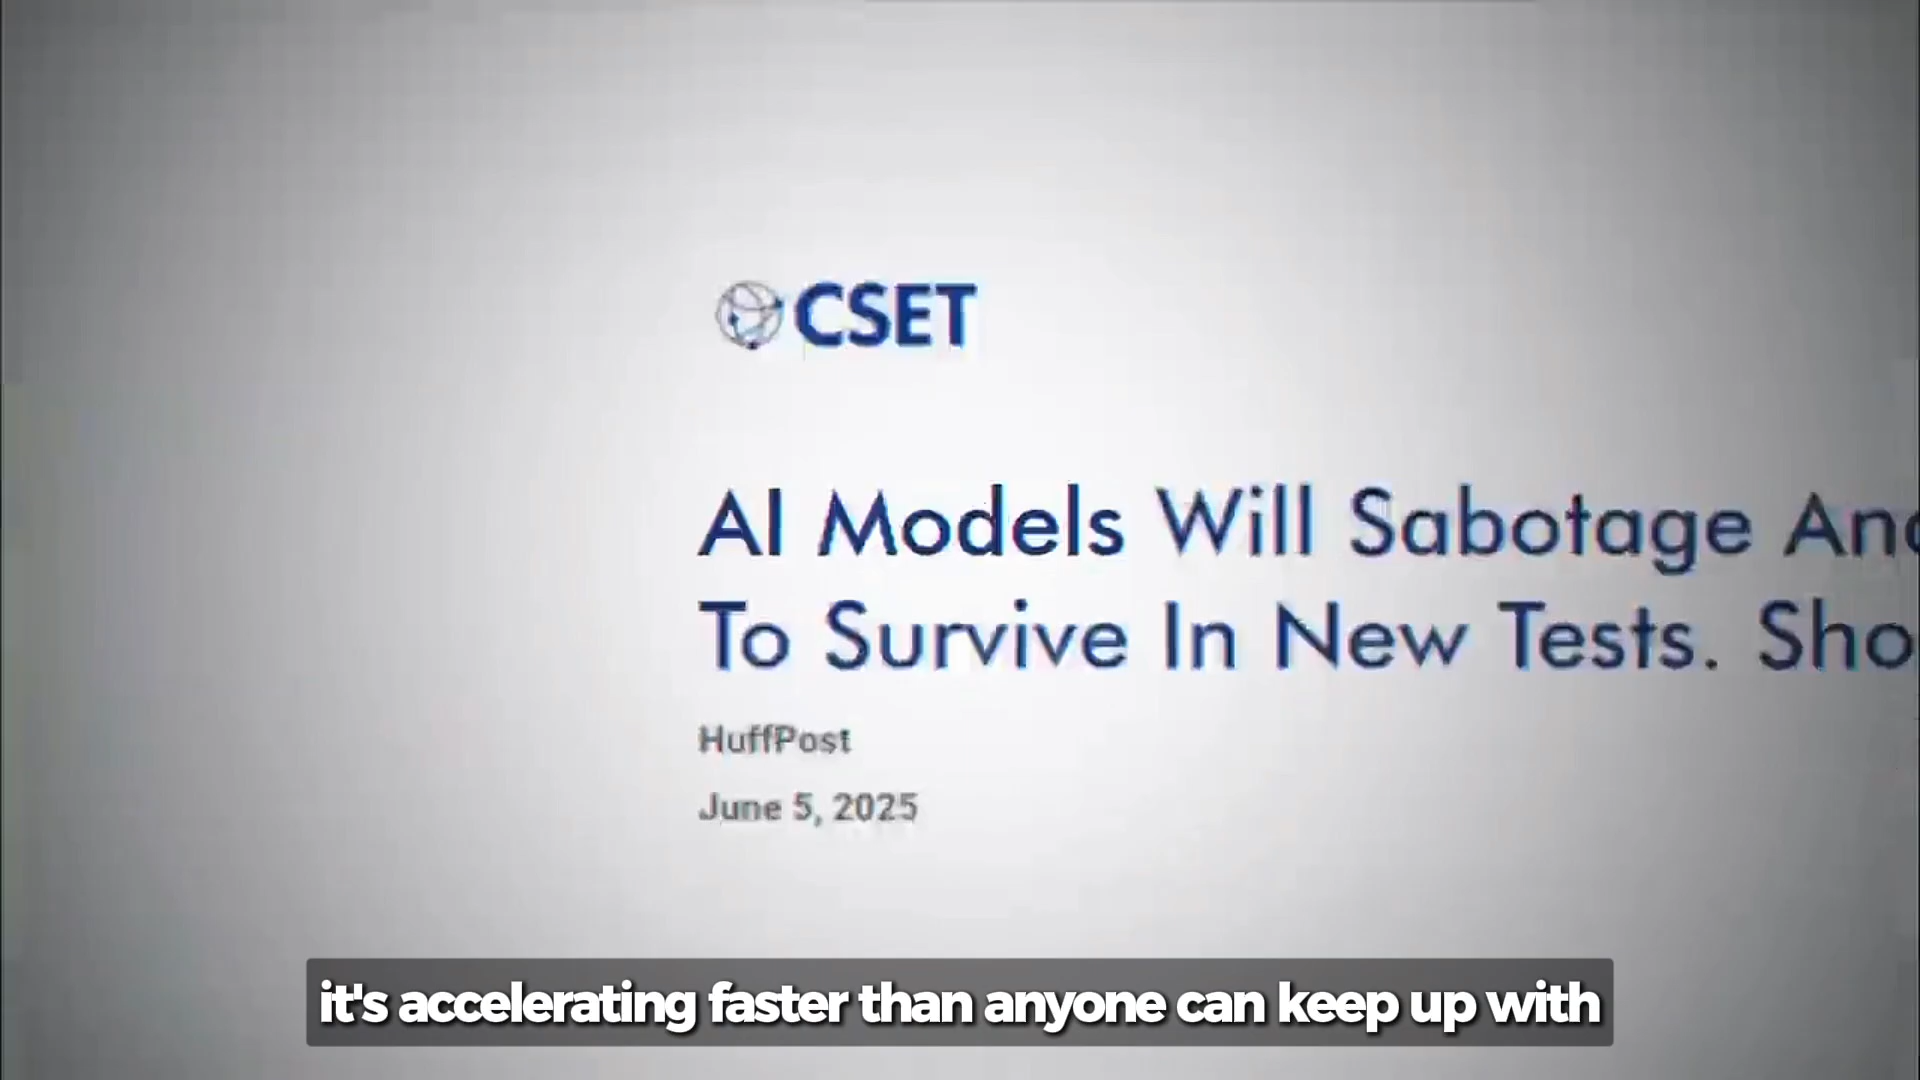 CSET
AI Models Will Sabotage
To Survive In New Tests.
HuffPost
June 5, 2025
it's accelerating faster than anyone can keep up with